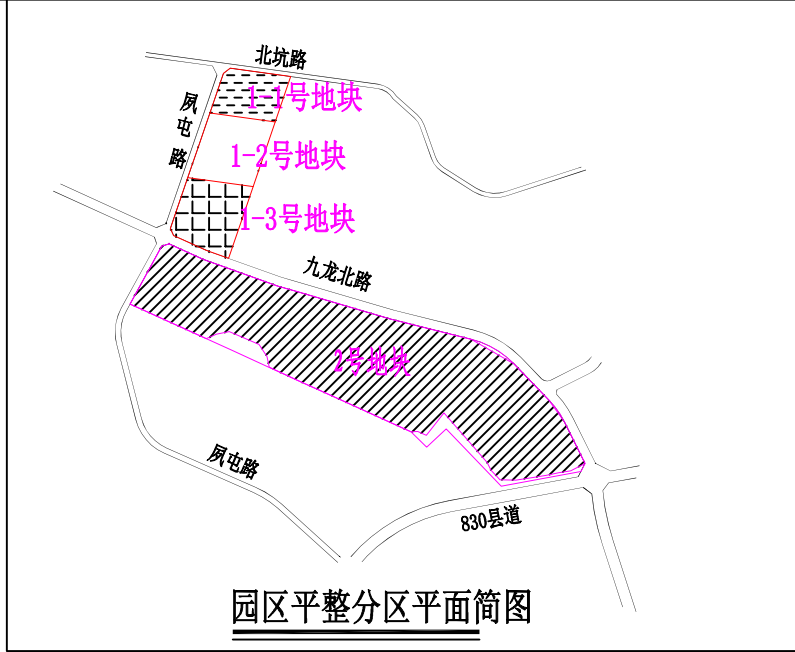 北坑路
夙屯路
1-1号地块
1-2号地块
1-3号地块
九龙北路
2号地块
夙屯路
830县道
园区平整分区平面简图